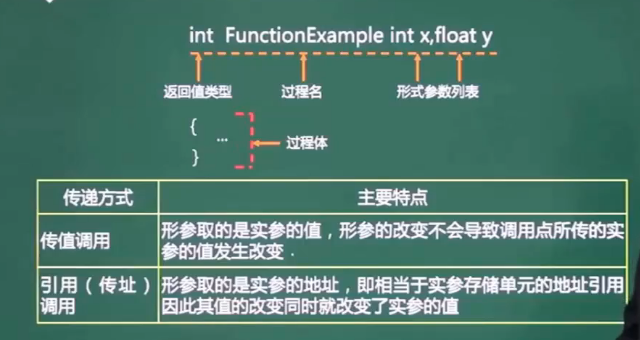 int FunctionExample int x,float y
返回值类型 过程名 形式参数列表
{
...
}
过程体
传递方式 主要特点
传值调用 形参取的是实参的值，形参的改变不会导致调用点所传的实
参的值发生改变.
引用（传址）
调用 形参取的是实参的地址，即相当于实参存储单元的地址引用
因此其值的改变同时就改变了实参的值